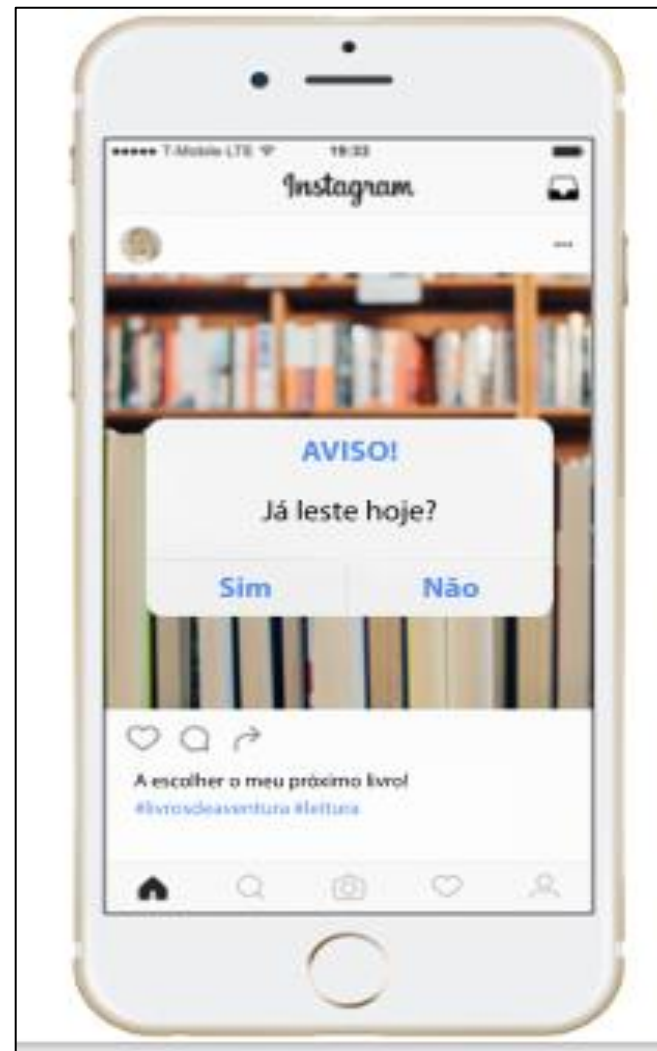 T-Mobile LTE 19:33
Instagram
AVISO!
Já leste hoje?
Sim Não
A escolher o meu próximo livro!
#livrosdeaventura #leitura